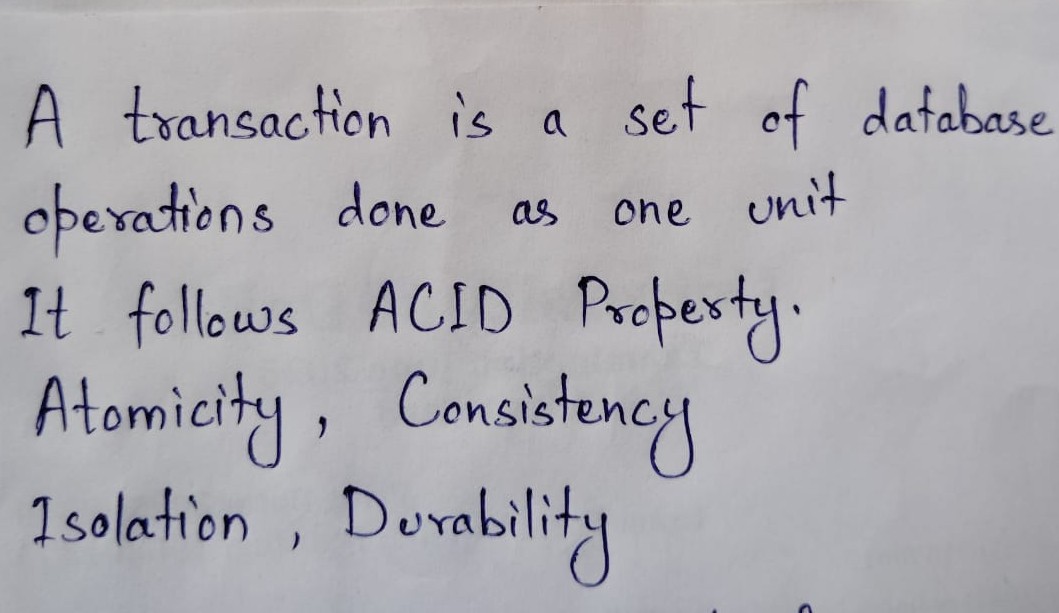 A transaction is a set of database
operations done as one unit
It follows ACID Property.
Atomicity, Consistency
Isolation, Durability